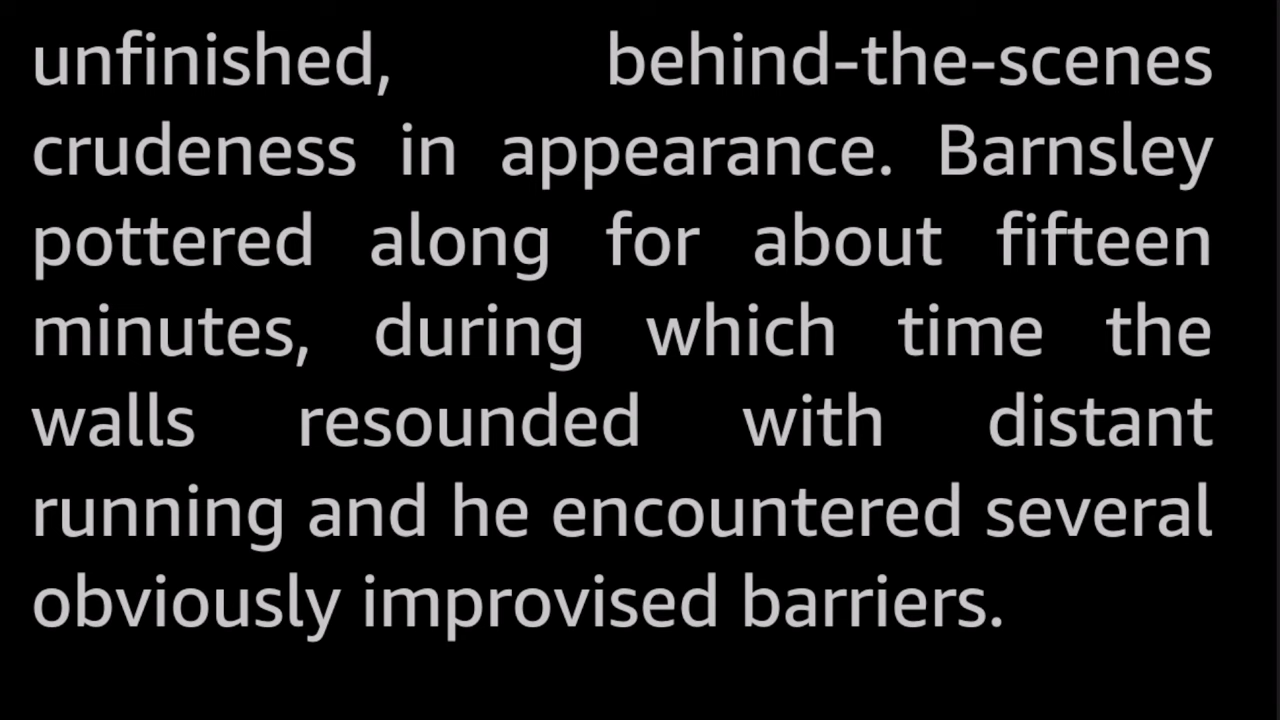 unfinished, behind-the-scenes
crudeness in appearance. Barnsley
pottered along for about fifteen
minutes, during which time the
walls resounded with distant
running and he encountered several
obviously improvised barriers.